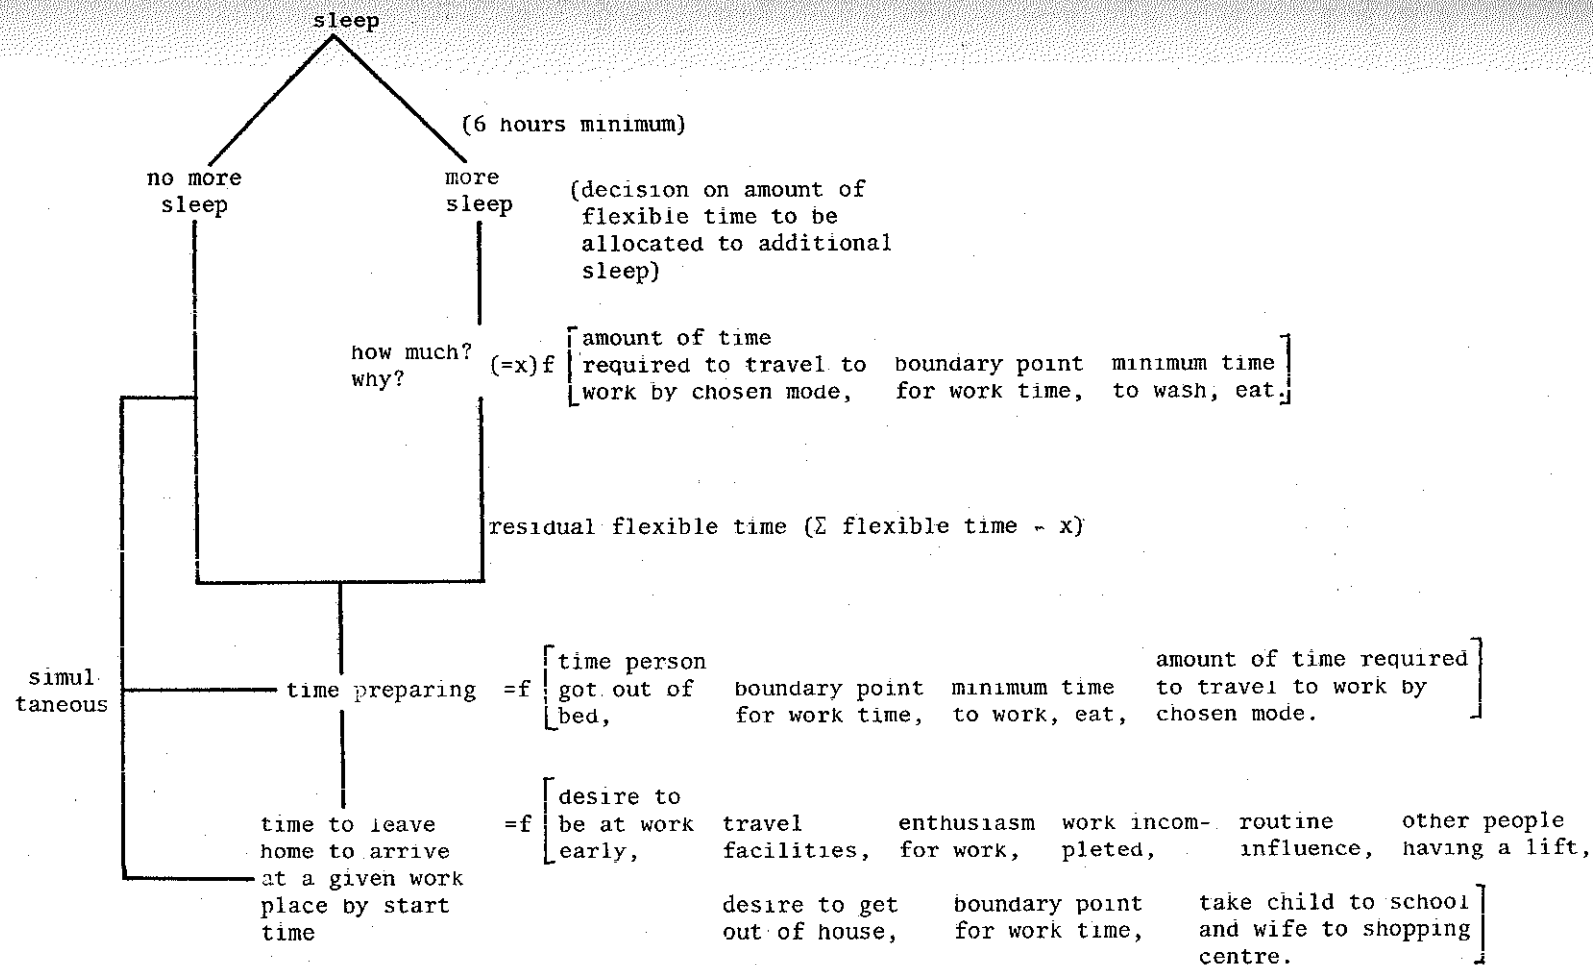 sleep
(6 hours minimum)
no more
sleep
more
sleep
(decision on amount of
flexible time to be
allocated to additional
sleep)
how much?
why?
(=x)f
amount of time
required to travel to
work by chosen mode,
boundary point
for work time,
minimum time
to wash, eat.
residual flexible time (Σ flexible time - x)
simul
taneous
time preparing
=f
time person
got out of
bed,
boundary point
for work time,
minimum time
to work, eat,
amount of time required
to travel to work by
chosen mode.
time to leave
home to arrive
at a given work
place by start
time
=f
desire to
be at work
early,
travel
facilities,
enthusiasm
for work,
work incom-
pleted,
routine
influence,
other people
having a lift,
desire to get
out of house,
boundary point
for work time,
take child to school
and wife to shopping
centre.